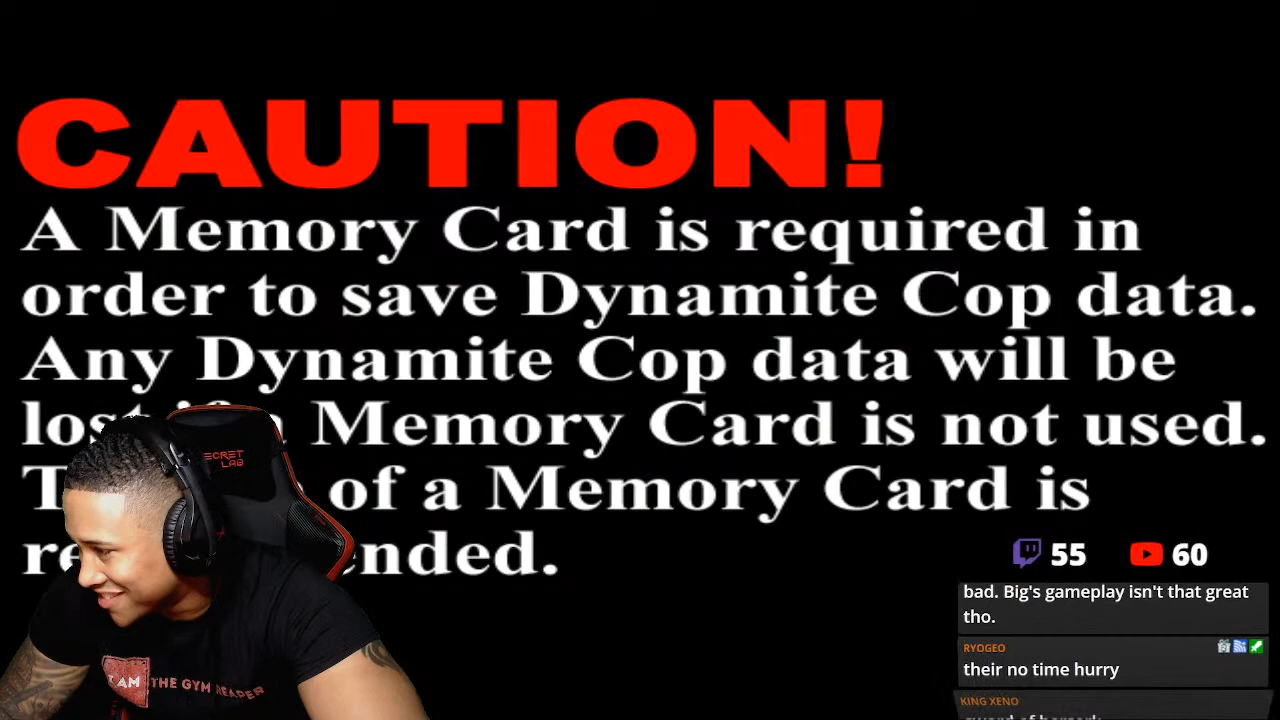 CAUTION!
A Memory Card is required in
order to save Dynamite Cop data.
Any Dynamite Cop data will be
Memory Card is not used.
of a Memory Card is
SECRET
LAB
55
60
bad. Big's gameplay isn't that great
tho.
RYOGEO
their no time hurry
KING XENO
I AM THE GYM REAPER